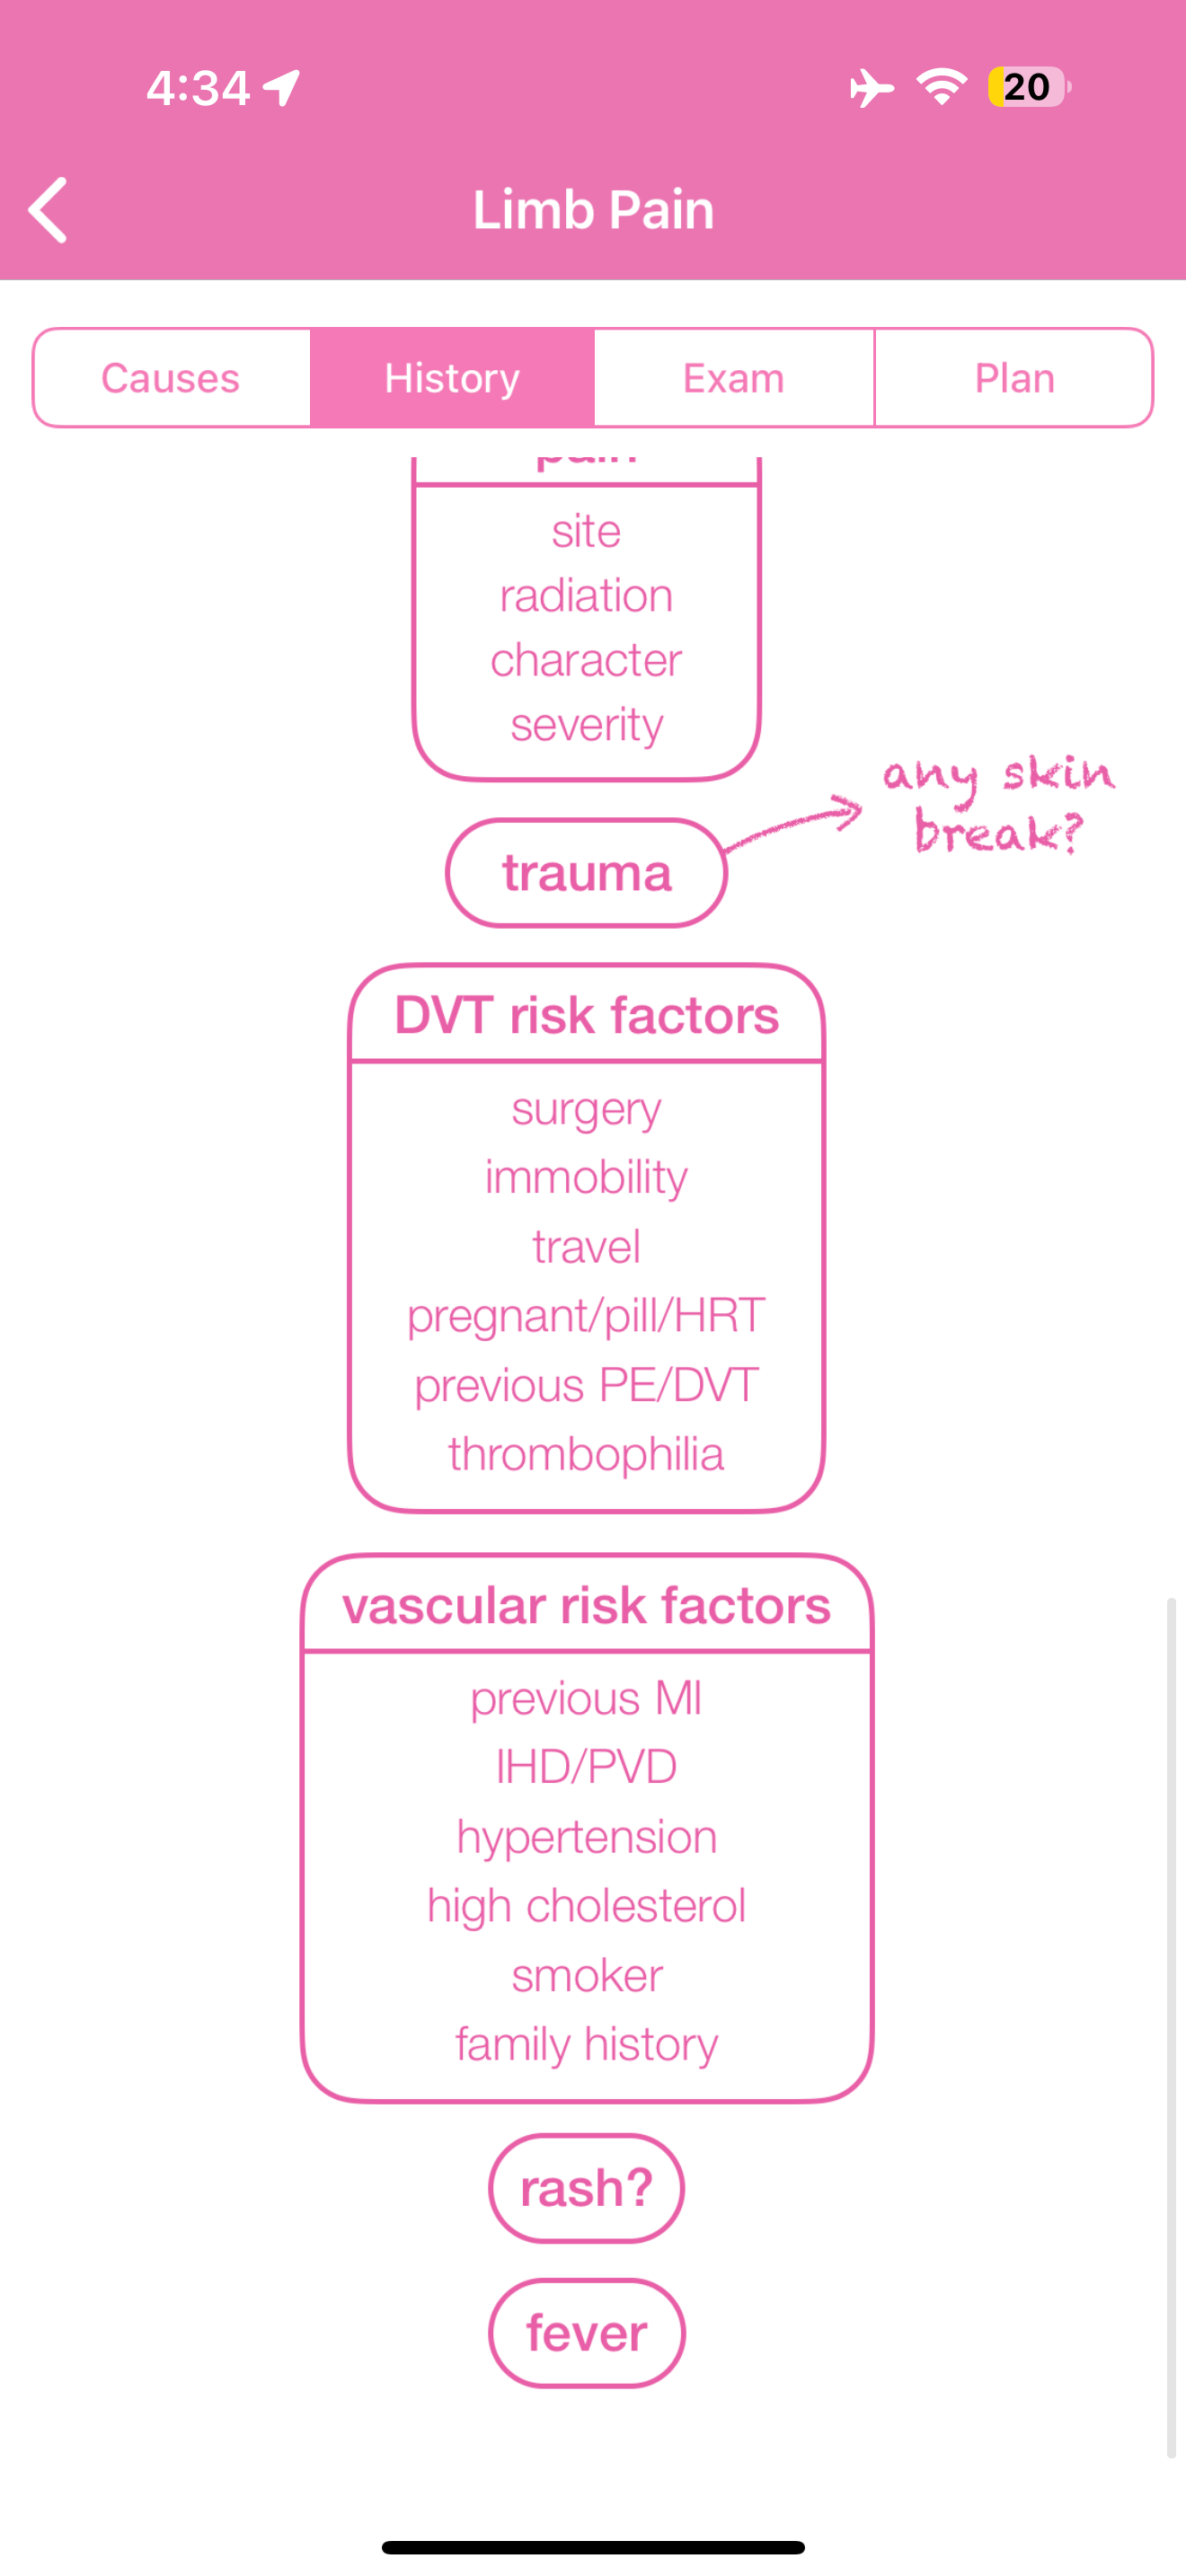 4:34
20
Limb Pain
Causes
History
Exam
Plan
pain
site
radiation
character
severity
any skin
break?
trauma
DVT risk factors
surgery
immobility
travel
pregnant/pill/HRT
previous PE/DVT
thrombophilia
vascular risk factors
previous MI
IHD/PVD
hypertension
high cholesterol
smoker
family history
rash?
fever